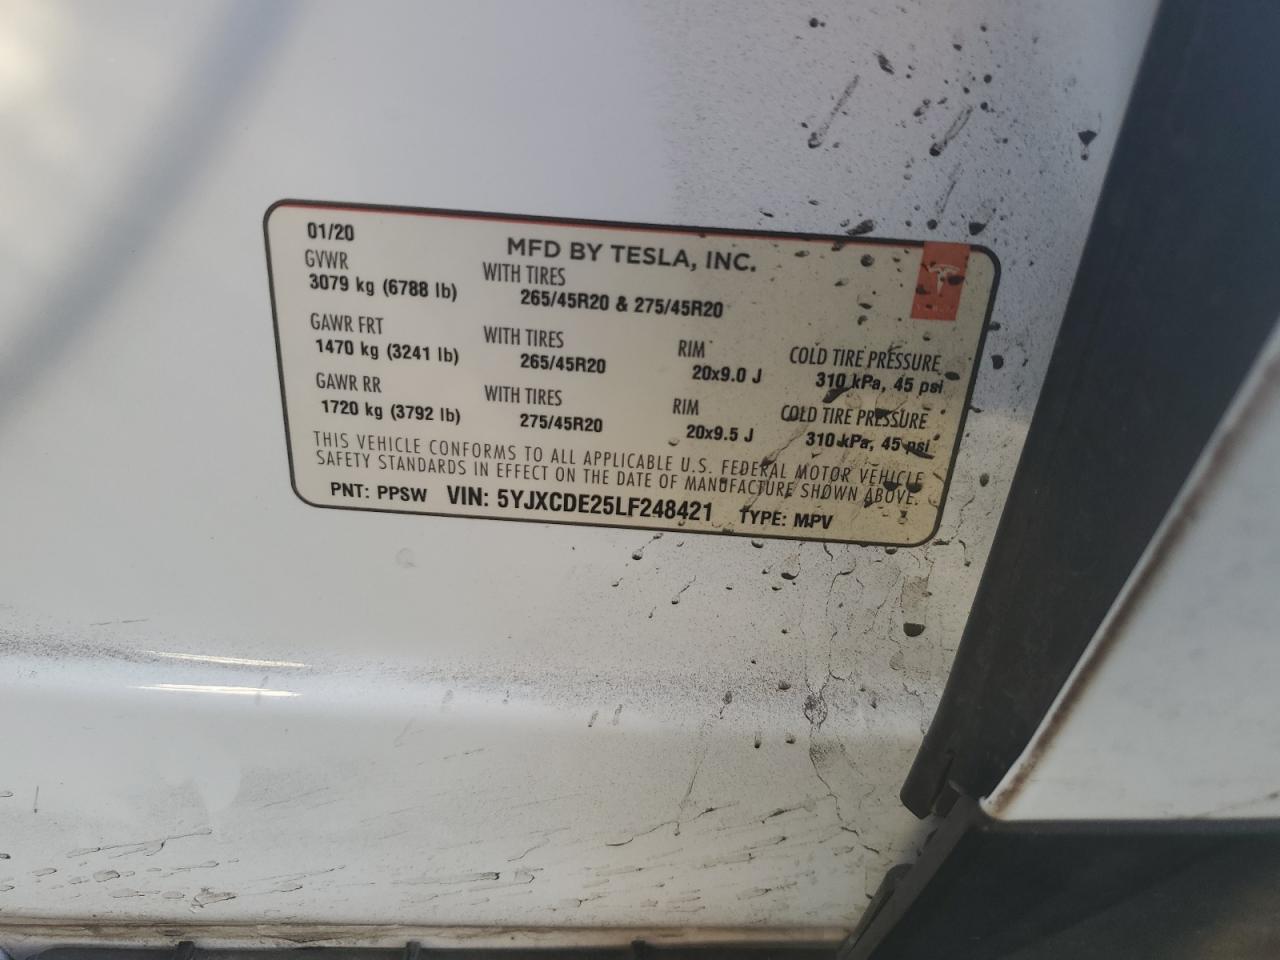 01/20
MFD BY TESLA, INC.
GVWR
3079 kg (6788 lb)
WITH TIRES
265/45R20 & 275/45R20
GAWR FRT
1470 kg (3241 lb)
WITH TIRES
265/45R20
RIM
20x9.0 J
COLD TIRE PRESSURE
310 kPa, 45 psi
GAWR RR
1720 kg (3792 lb)
WITH TIRES
275/45R20
RIM
20x9.5 J
COLD TIRE PRESSURE
310 kPa, 45 psi
THIS VEHICLE CONFORMS TO ALL APPLICABLE U.S. FEDERAL MOTOR VEHICLE
SAFETY STANDARDS IN EFFECT ON THE DATE OF MANUFACTURE SHOWN ABOVE.
PNT: PPSW VIN: 5YJXCDE25LF248421 TYPE: MPV